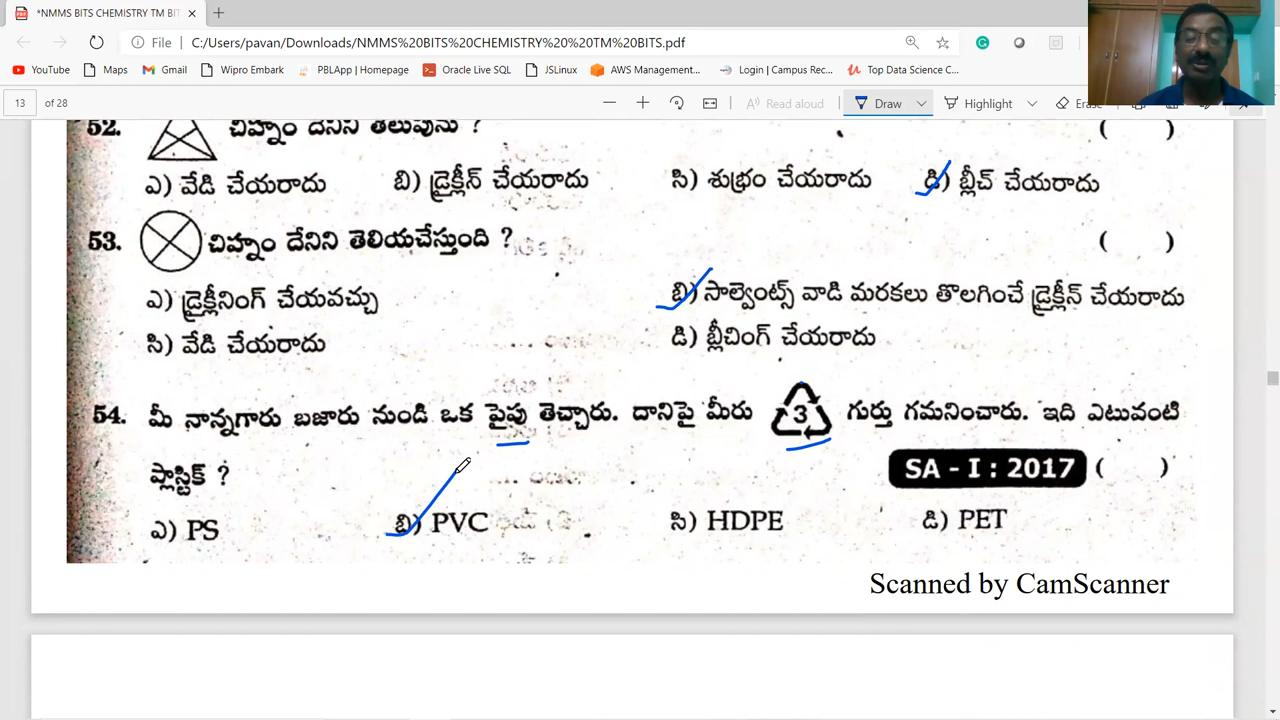 *NMMS BITS CHEMISTRY TM BIT
File C:/Users/pavan/Downloads/NMMS%20BITS%20CHEMISTRY%20%20TM%20BITS.pdf
YouTube Maps Gmail Wipro Embark PBLApp | Homepage Oracle Live SQL JSLinux AWS Management... Login | Campus Rec... Top Data Science C...
13 of 28 Read aloud Draw Highlight Erase
52. చిహ్నం దేనిని తెలుపును ? ( )
ఎ) వేడి చేయరాదు బి) డ్రైక్లీన్ చేయరాదు సి) శుభ్రం చేయరాదు డి) బ్లీచ్ చేయరాదు
53. చిహ్నం దేనిని తెలియచేస్తుంది ? ( )
ఎ) డ్రైక్లీనింగ్ చేయవచ్చు బి) సాల్వెంట్స్ వాడి మరకలు తొలగించే డ్రైక్లీన్ చేయరాదు
సి) వేడి చేయరాదు డి) బ్లీచింగ్ చేయరాదు
54. మీ నాన్నగారు బజారు నుండి ఒక పైపు తెచ్చారు. దానిపై మీరు 3 గుర్తు గమనించారు. ఇది ఎటువంటి
ప్లాస్టిక్ ? SA - I : 2017 ( )
ఎ) PS బి) PVC సి) HDPE డి) PET
Scanned by CamScanner